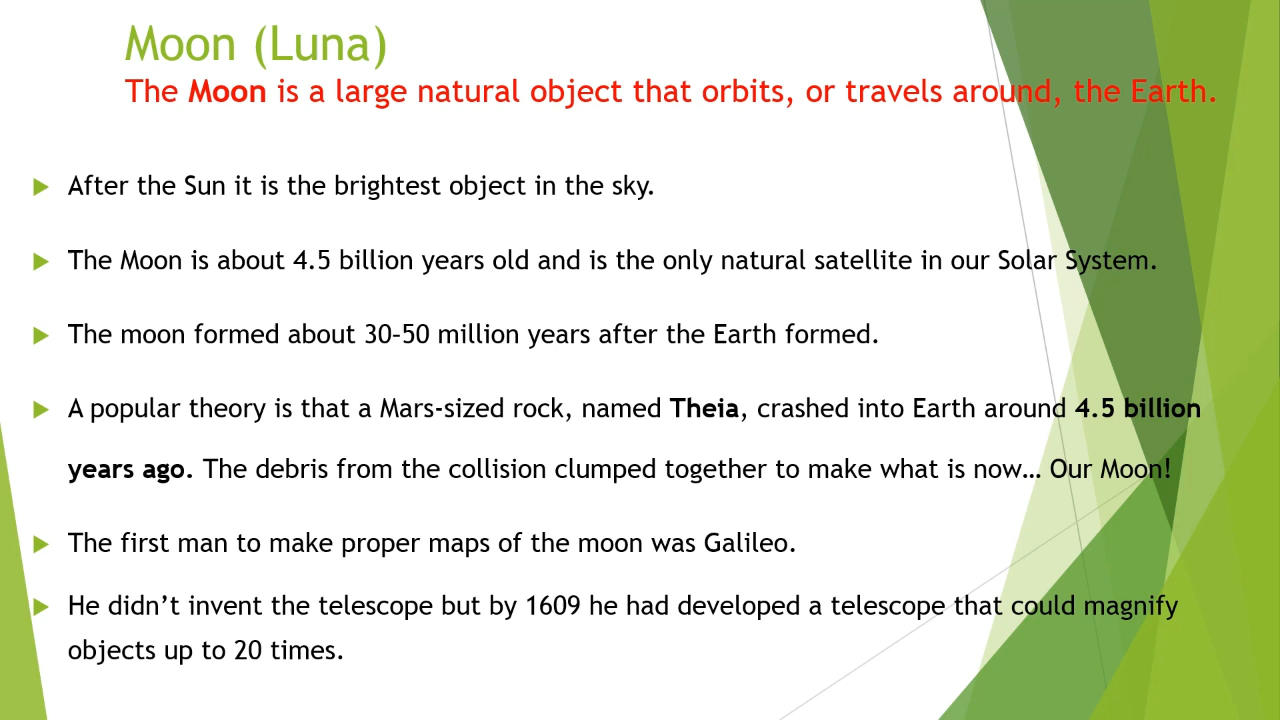 Moon (Luna)
The Moon is a large natural object that orbits, or travels around, the Earth.
After the Sun it is the brightest object in the sky.
The Moon is about 4.5 billion years old and is the only natural satellite in our Solar System.
The moon formed about 30–50 million years after the Earth formed.
A popular theory is that a Mars-sized rock, named Theia, crashed into Earth around 4.5 billion
years ago. The debris from the collision clumped together to make what is now… Our Moon!
The first man to make proper maps of the moon was Galileo.
He didn’t invent the telescope but by 1609 he had developed a telescope that could magnify
objects up to 20 times.